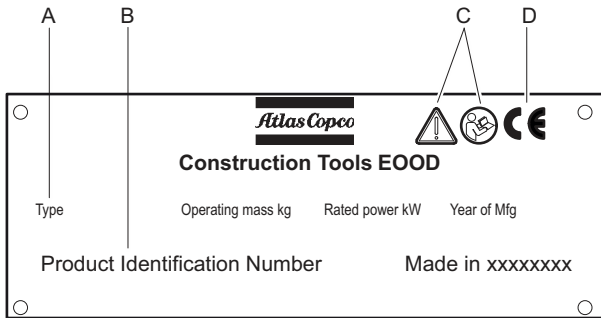 A B C D
Atlas Copco
CE
Construction Tools EOOD
Type Operating mass kg Rated power kW Year of Mfg
Product Identification Number Made in xxxxxxxx